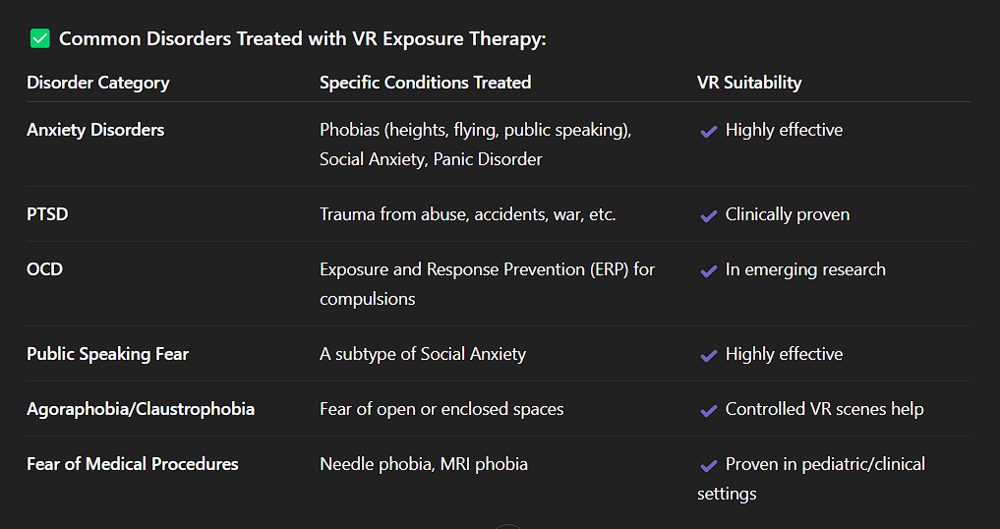 ✅ Common Disorders Treated with VR Exposure Therapy:
Disorder Category Specific Conditions Treated VR Suitability
Anxiety Disorders Phobias (heights, flying, public speaking), ✔ Highly effective
Social Anxiety, Panic Disorder
PTSD Trauma from abuse, accidents, war, etc. ✔ Clinically proven
OCD Exposure and Response Prevention (ERP) for ✔ In emerging research
compulsions
Public Speaking Fear A subtype of Social Anxiety ✔ Highly effective
Agoraphobia/Claustrophobia Fear of open or enclosed spaces ✔ Controlled VR scenes help
Fear of Medical Procedures Needle phobia, MRI phobia ✔ Proven in pediatric/clinical
settings